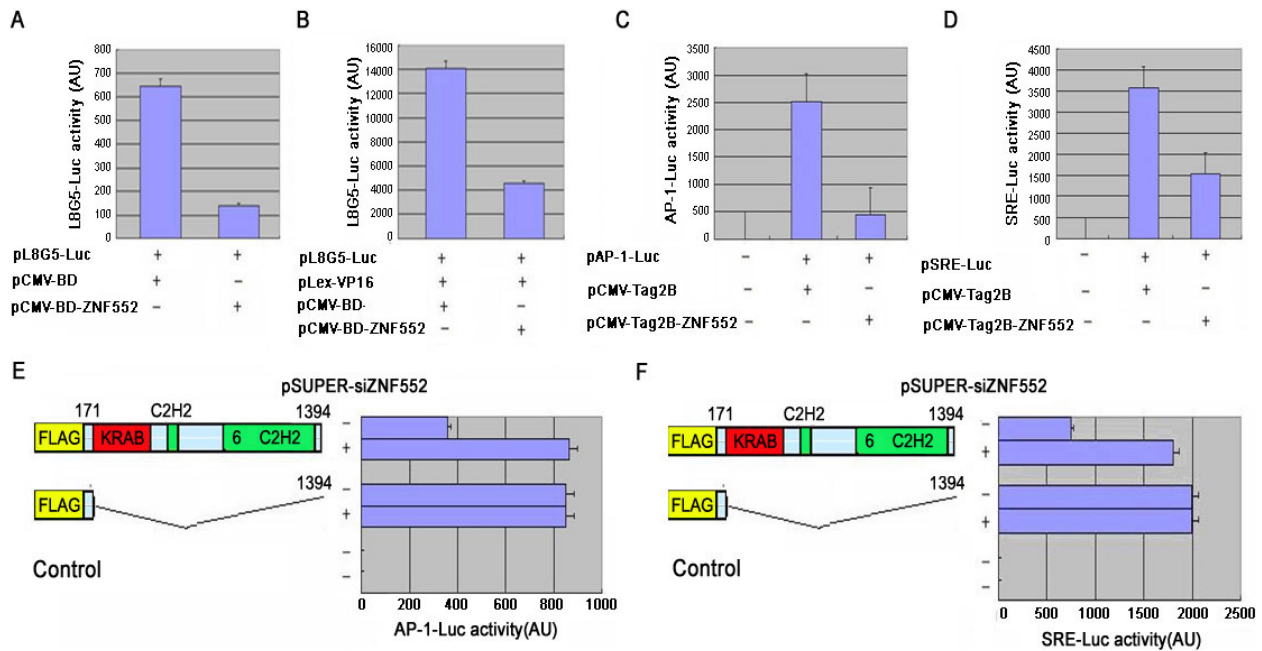 A
L8G5-Luc activity (AU)
800
700
600
500
400
300
200
100
0
pL8G5-Luc + +
pCMV-BD + −
pCMV-BD-ZNF552 − +
B
L8G5-Luc activity (AU)
16000
14000
12000
10000
8000
6000
4000
2000
0
pL8G5-Luc + +
pLex-VP16 + +
pCMV-BD + −
pCMV-BD-ZNF552 − +
C
AP-1-Luc activity (AU)
3500
3000
2500
2000
1500
1000
500
0
pAP-1-Luc − + +
pCMV-Tag2B − + −
pCMV-Tag2B-ZNF552 − − +
D
SRE-Luc activity (AU)
4500
4000
3500
3000
2500
2000
1500
1000
500
0
pSRE-Luc − + +
pCMV-Tag2B − + −
pCMV-Tag2B-ZNF552 − − +
E
pSUPER-siZNF552
171 C2H2 1394
FLAG KRAB 6 C2H2
−
+
1394
FLAG
−
+
Control
−
−
0 200 400 600 800 1000
AP-1-Luc activity(AU)
F
pSUPER-siZNF552
171 C2H2 1394
FLAG KRAB 6 C2H2
−
+
1394
FLAG
−
+
Control
−
−
0 500 1000 1500 2000 2500
SRE-Luc activity(AU)